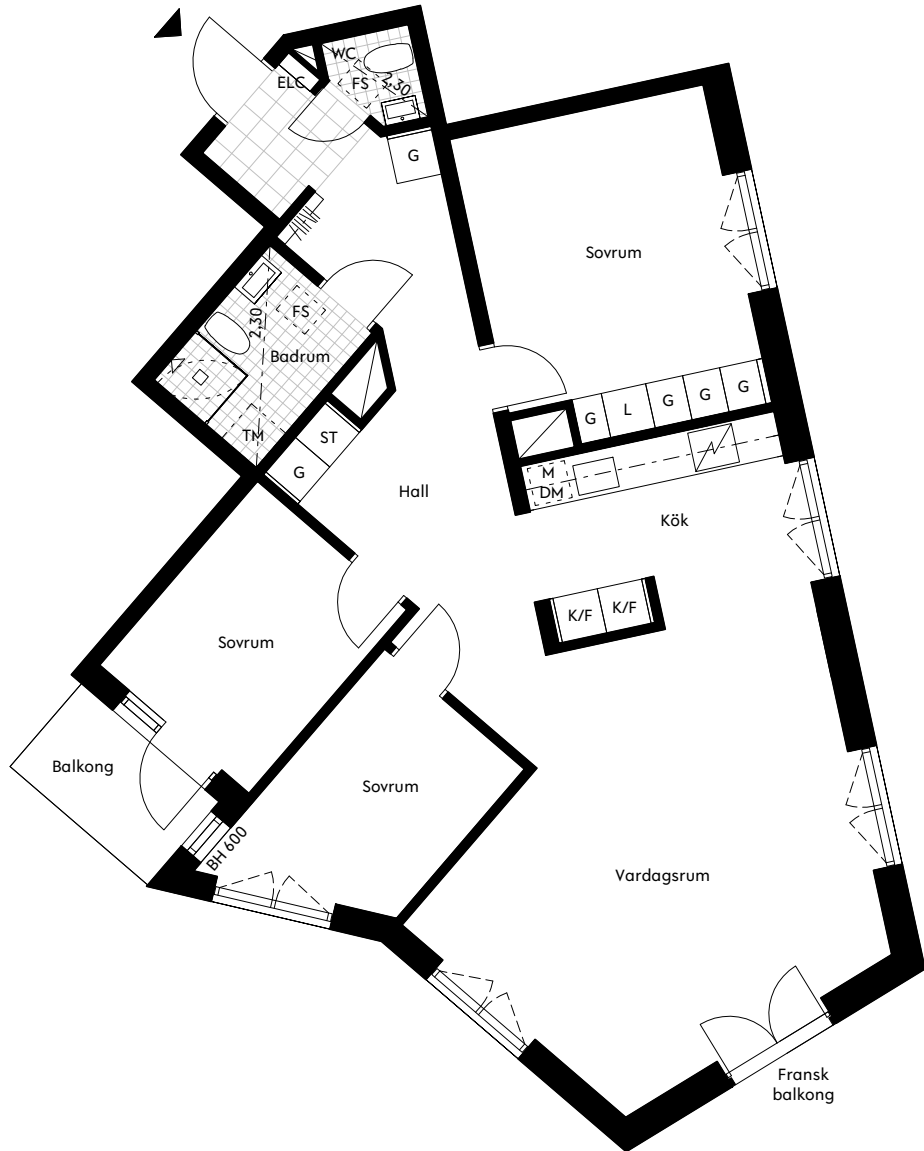 WC
ELC
FS
2,30
G
Sovrum
FS
2,30
Badrum
TM
ST
G
G
L
G
G
G
M
DM
Hall
Kök
K/F
K/F
Sovrum
Balkong
Sovrum
BH 600
Vardagsrum
Fransk
balkong